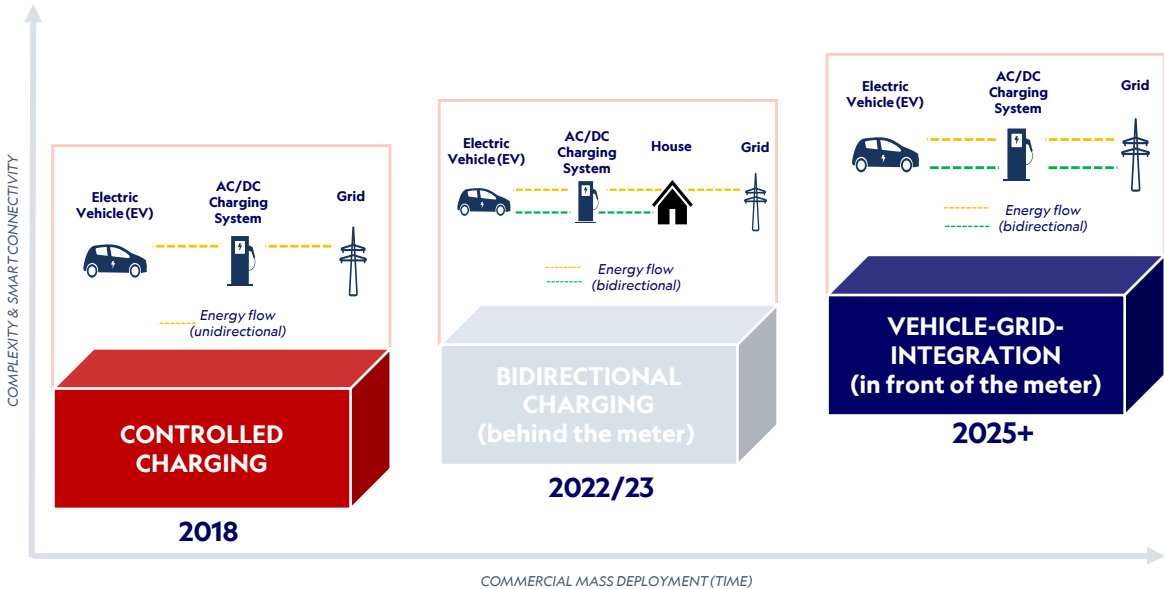 COMPLEXITY & SMART CONNECTIVITY
Electric
Vehicle (EV)
AC/DC
Charging
System
Grid
Energy flow
(unidirectional)
CONTROLLED
CHARGING
2018
Electric
Vehicle (EV)
AC/DC
Charging
System
House
Grid
Energy flow
(bidirectional)
BIDIRECTIONAL
CHARGING
(behind the meter)
2022/23
Electric
Vehicle (EV)
AC/DC
Charging
System
Grid
Energy flow
(bidirectional)
VEHICLE-GRID-
INTEGRATION
(in front of the meter)
2025+
COMMERCIAL MASS DEPLOYMENT (TIME)